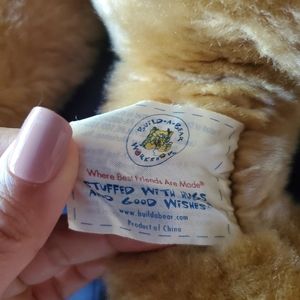 BUILD-A-BEAR
WORKSHOP
Where Best Friends Are Made®
STUFFED WITH HUGS
AND GOOD WISHES
www.buildabear.com
Product of China